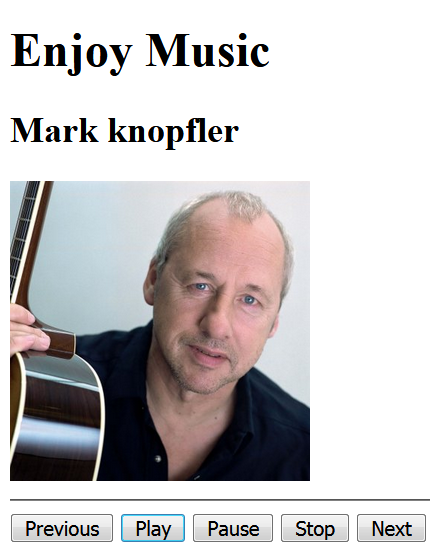 Enjoy Music
Mark knopfler
Previous Play Pause Stop Next